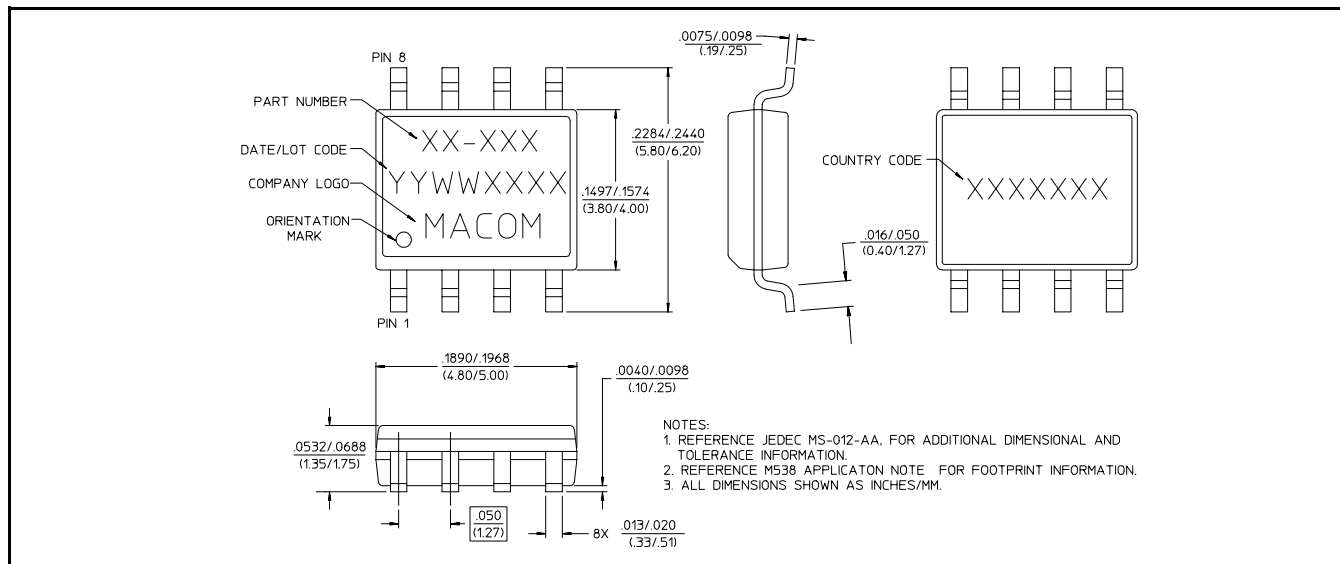 .0075/.0098
(.19/.25)
PIN 8
PART NUMBER
XX-XXX
.2284/.2440
(5.80/6.20)
DATE/LOT CODE
YYWWXXXX
COUNTRY CODE
XXXXXXX
COMPANY LOGO
.1497/.1574
(3.80/4.00)
MACOM
ORIENTATION
MARK
.016/.050
(0.40/1.27)
PIN 1
.1890/.1968
(4.80/5.00)
.0040/.0098
(.10/.25)
.0532/.0688
(1.35/1.75)
NOTES:
1. REFERENCE JEDEC MS-012-AA, FOR ADDITIONAL DIMENSIONAL AND
TOLERANCE INFORMATION.
2. REFERENCE M538 APPLICATON NOTE FOR FOOTPRINT INFORMATION.
3. ALL DIMENSIONS SHOWN AS INCHES/MM.
.050
(1.27)
8X .013/.020
(.33/.51)